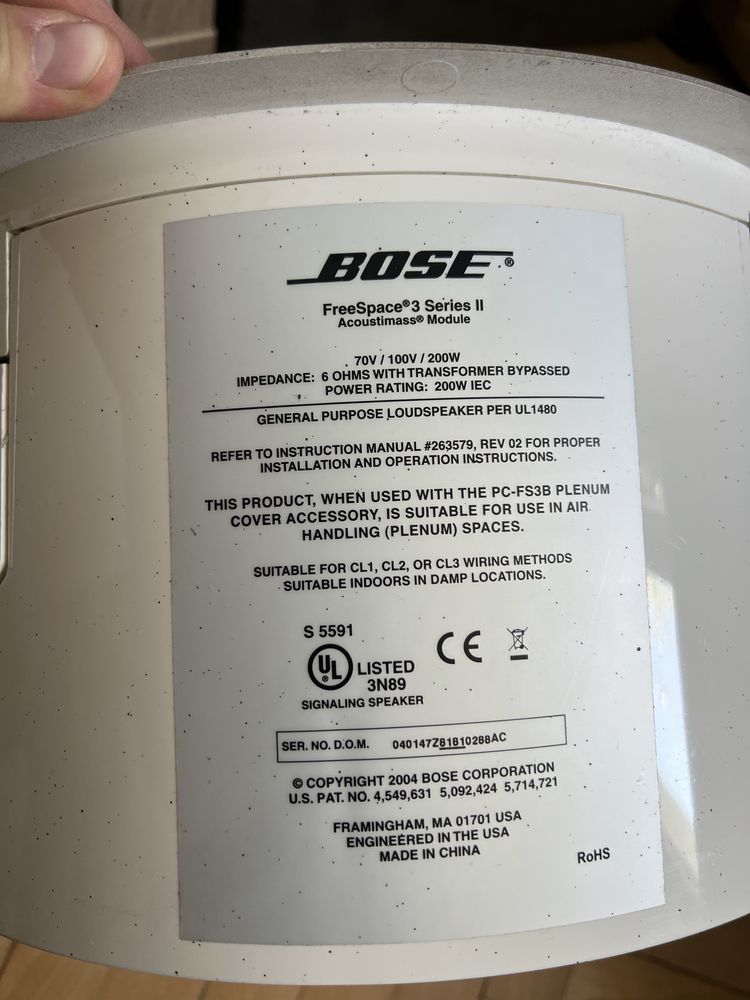 BOSE®
FreeSpace® 3 Series II
Acoustimass® Module
70V / 100V / 200W
IMPEDANCE: 6 OHMS WITH TRANSFORMER BYPASSED
POWER RATING: 200W IEC
GENERAL PURPOSE LOUDSPEAKER PER UL1480
REFER TO INSTRUCTION MANUAL #263579, REV 02 FOR PROPER
INSTALLATION AND OPERATION INSTRUCTIONS.
THIS PRODUCT, WHEN USED WITH THE PC-FS3B PLENUM
COVER ACCESSORY, IS SUITABLE FOR USE IN AIR
HANDLING (PLENUM) SPACES.
SUITABLE FOR CL1, CL2, OR CL3 WIRING METHODS
SUITABLE INDOORS IN DAMP LOCATIONS.
S 5591
UL® LISTED
3N89
SIGNALING SPEAKER
CE
SER. NO. D.O.M. 040147Z81810288AC
© COPYRIGHT 2004 BOSE CORPORATION
U.S. PAT. NO. 4,549,631 5,092,424 5,714,721
FRAMINGHAM, MA 01701 USA
ENGINEERED IN THE USA
MADE IN CHINA
RoHS